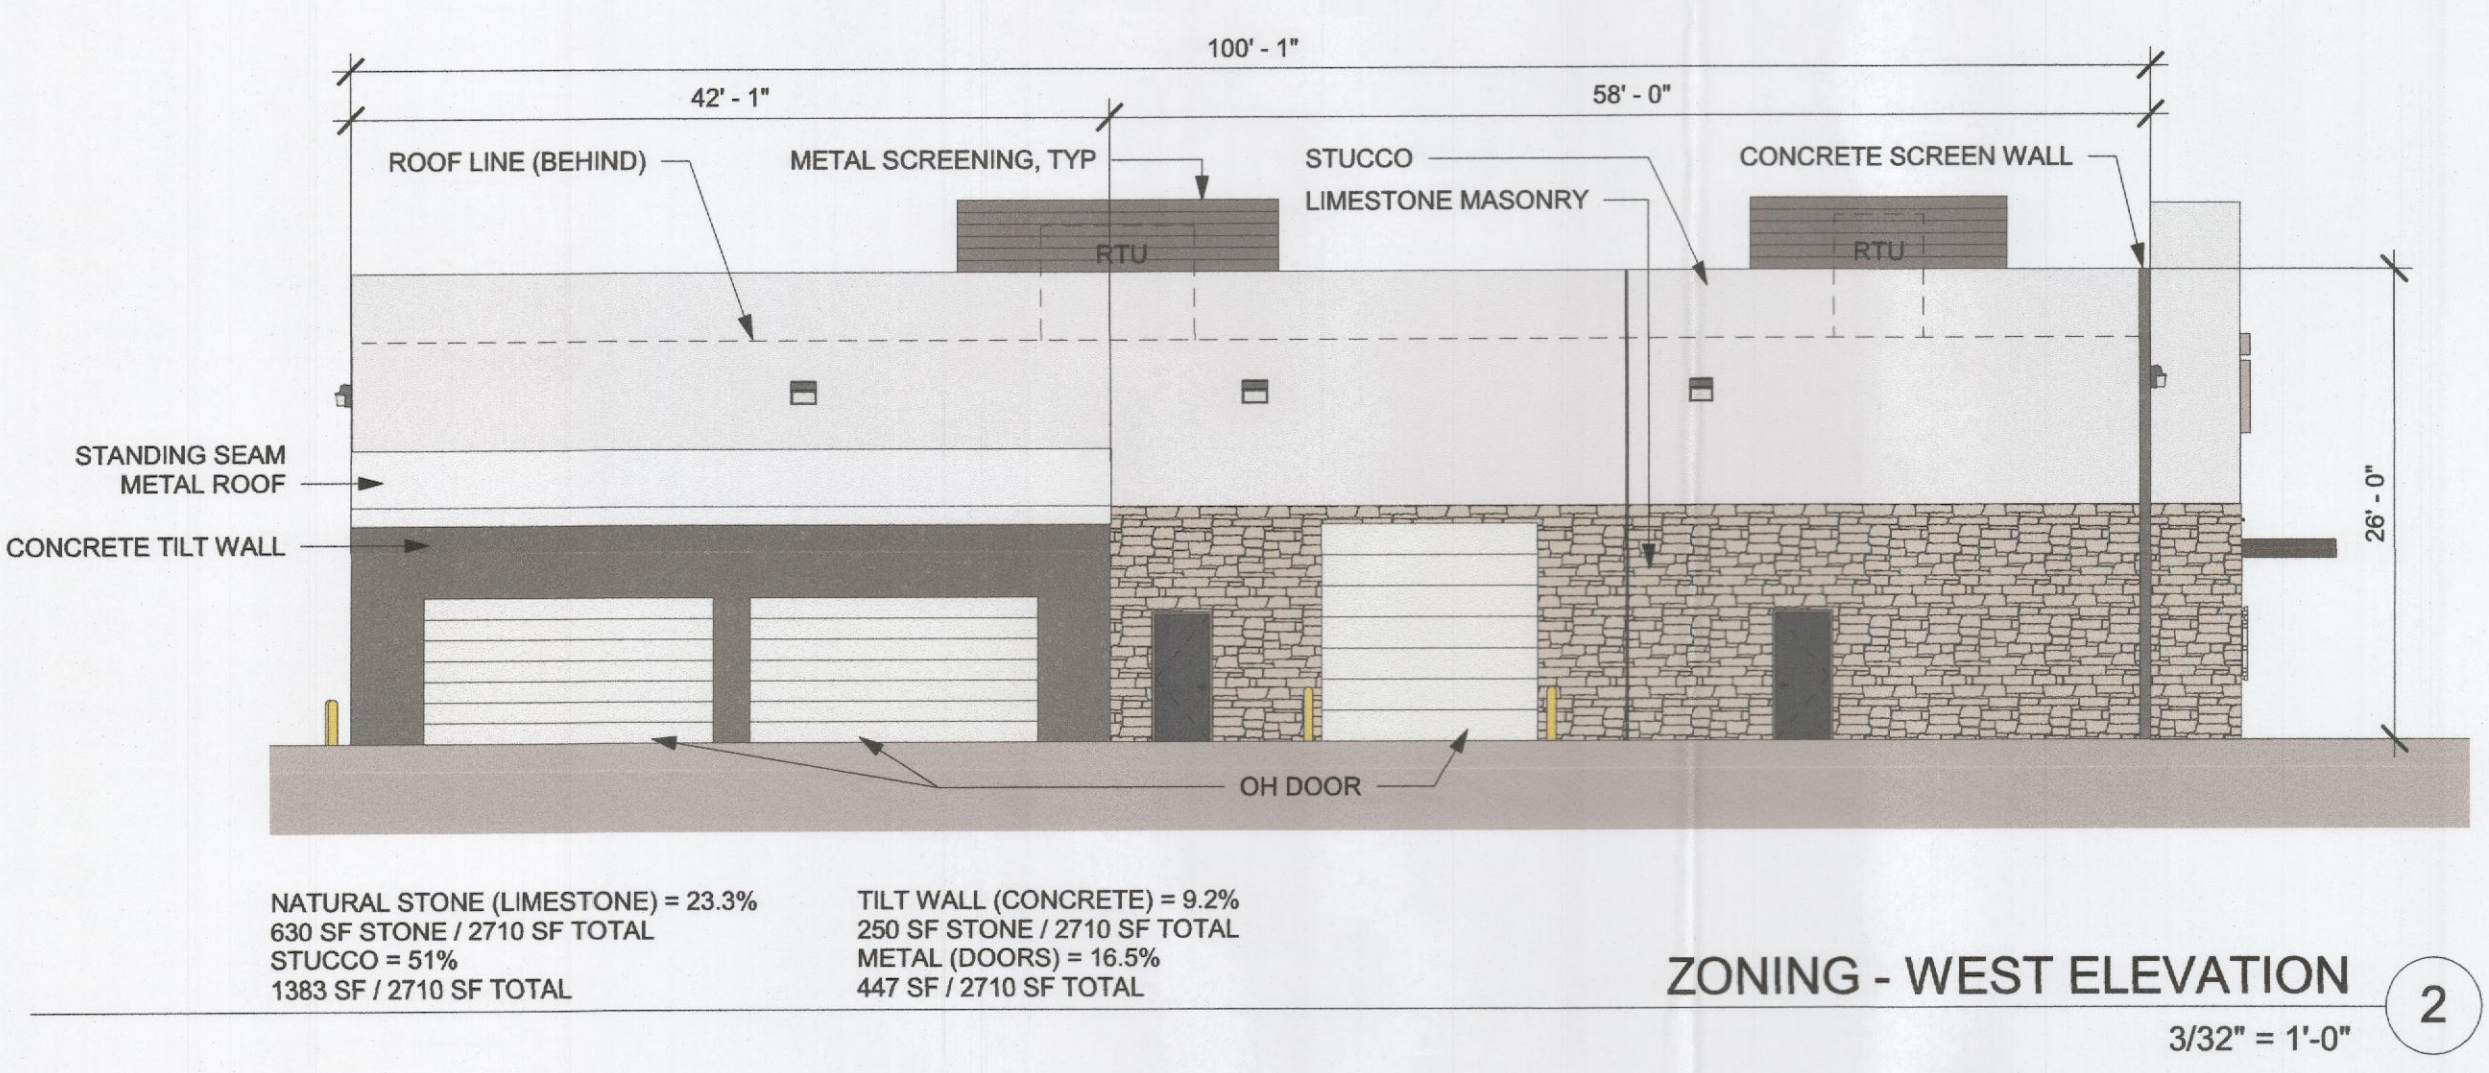 100' - 1"
42' - 1"
58' - 0"
ROOF LINE (BEHIND)
METAL SCREENING, TYP
STUCCO
CONCRETE SCREEN WALL
LIMESTONE MASONRY
RTU
RTU
STANDING SEAM
METAL ROOF
26' - 0"
CONCRETE TILT WALL
OH DOOR
NATURAL STONE (LIMESTONE) = 23.3%
630 SF STONE / 2710 SF TOTAL
STUCCO = 51%
1383 SF / 2710 SF TOTAL
TILT WALL (CONCRETE) = 9.2%
250 SF STONE / 2710 SF TOTAL
METAL (DOORS) = 16.5%
447 SF / 2710 SF TOTAL
ZONING - WEST ELEVATION
2
3/32" = 1'-0"